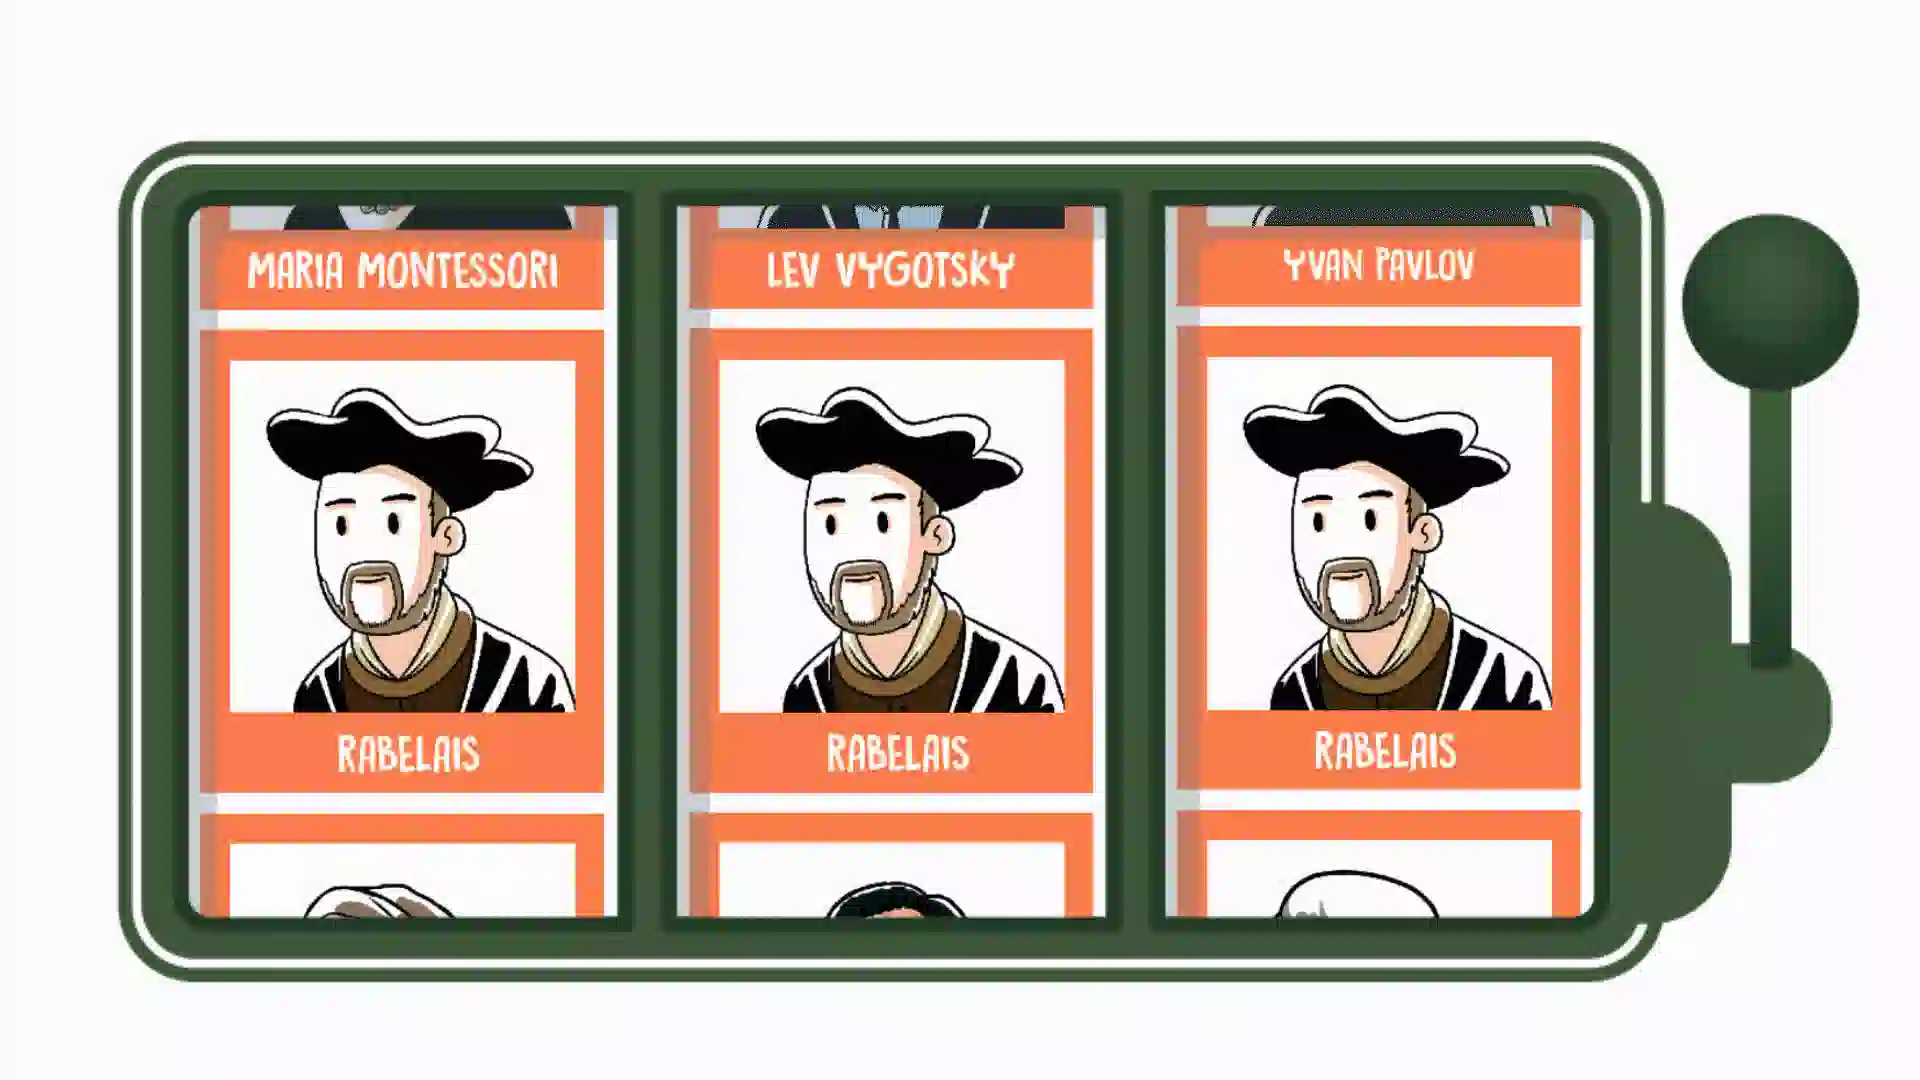 MARIA MONTESSORI
LEV VYGOTSKY
YVAN PAVLOV
RABELAIS
RABELAIS
RABELAIS